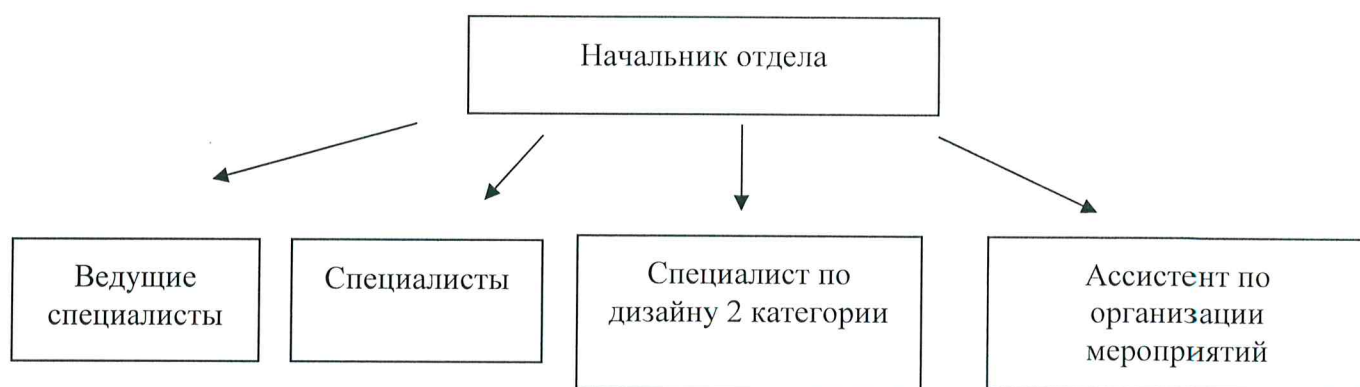 Начальник отдела
Ведущие
специалисты
Специалисты
Специалист по
дизайну 2 категории
Ассистент по
организации
мероприятий